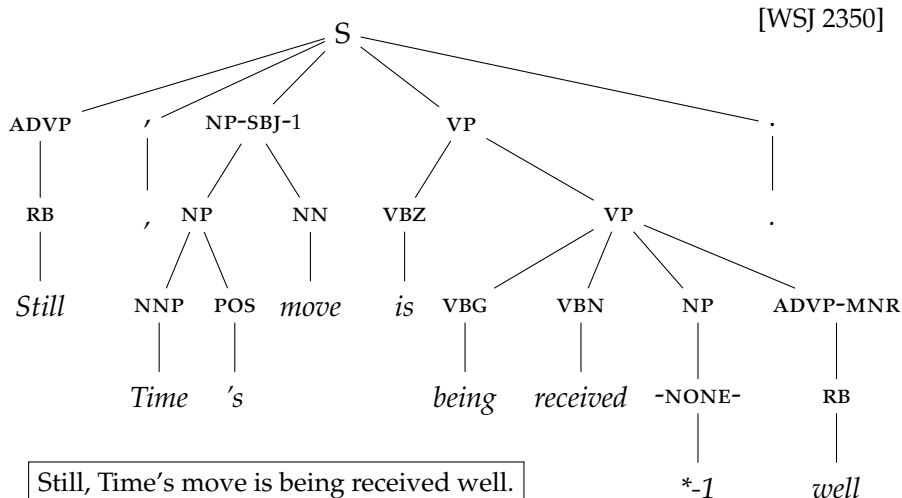 [WSJ 2350]
S
ADVP , NP-SBJ-1 VP .
RB , NP NN VBZ VP .
Still NNP POS move is VBG VBN NP ADVP-MNR
Time 's being received -NONE- RB
Still, Time's move is being received well. *-1 well